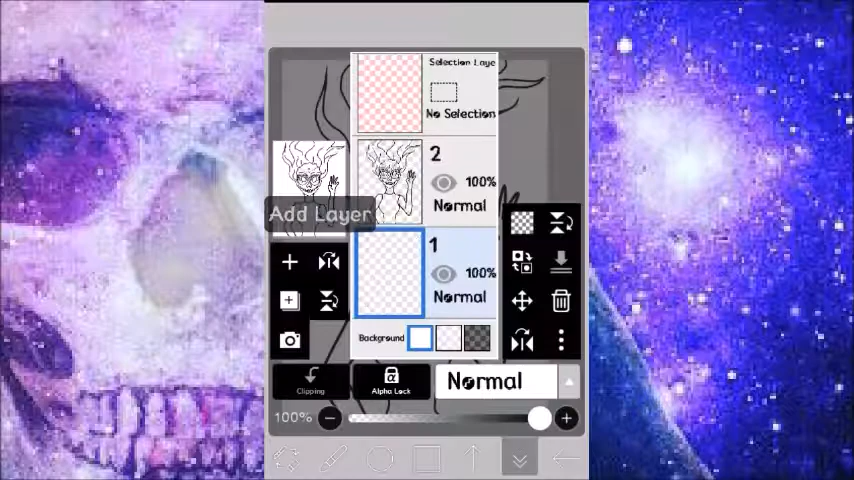 Selection Laye
No Selection
2
100%
Normal
Add Layer
1
100%
Normal
Background
Clipping
α
Alpha Lock
Normal
100%